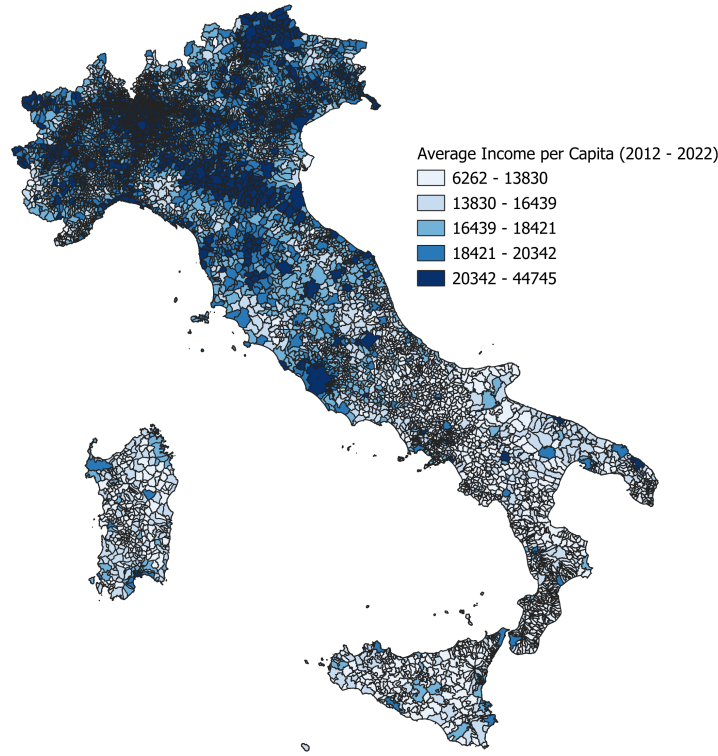 Average Income per Capita (2012 - 2022)
6262 - 13830
13830 - 16439
16439 - 18421
18421 - 20342
20342 - 44745